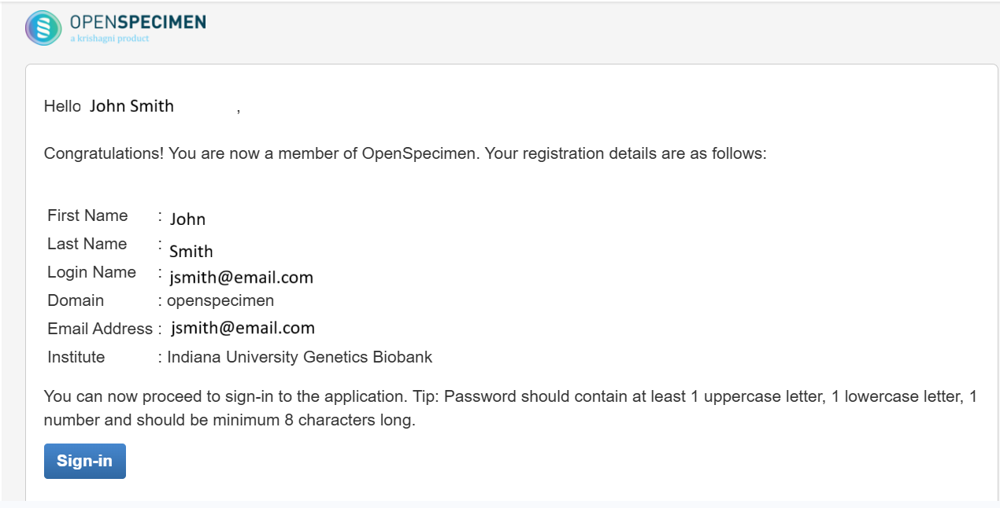 OPENSPECIMEN
a krishagni product
Hello John Smith ,
Congratulations! You are now a member of OpenSpecimen. Your registration details are as follows:
First Name : John
Last Name : Smith
Login Name : jsmith@email.com
Domain : openspecimen
Email Address : jsmith@email.com
Institute : Indiana University Genetics Biobank
You can now proceed to sign-in to the application. Tip: Password should contain at least 1 uppercase letter, 1 lowercase letter, 1
number and should be minimum 8 characters long.
Sign-in